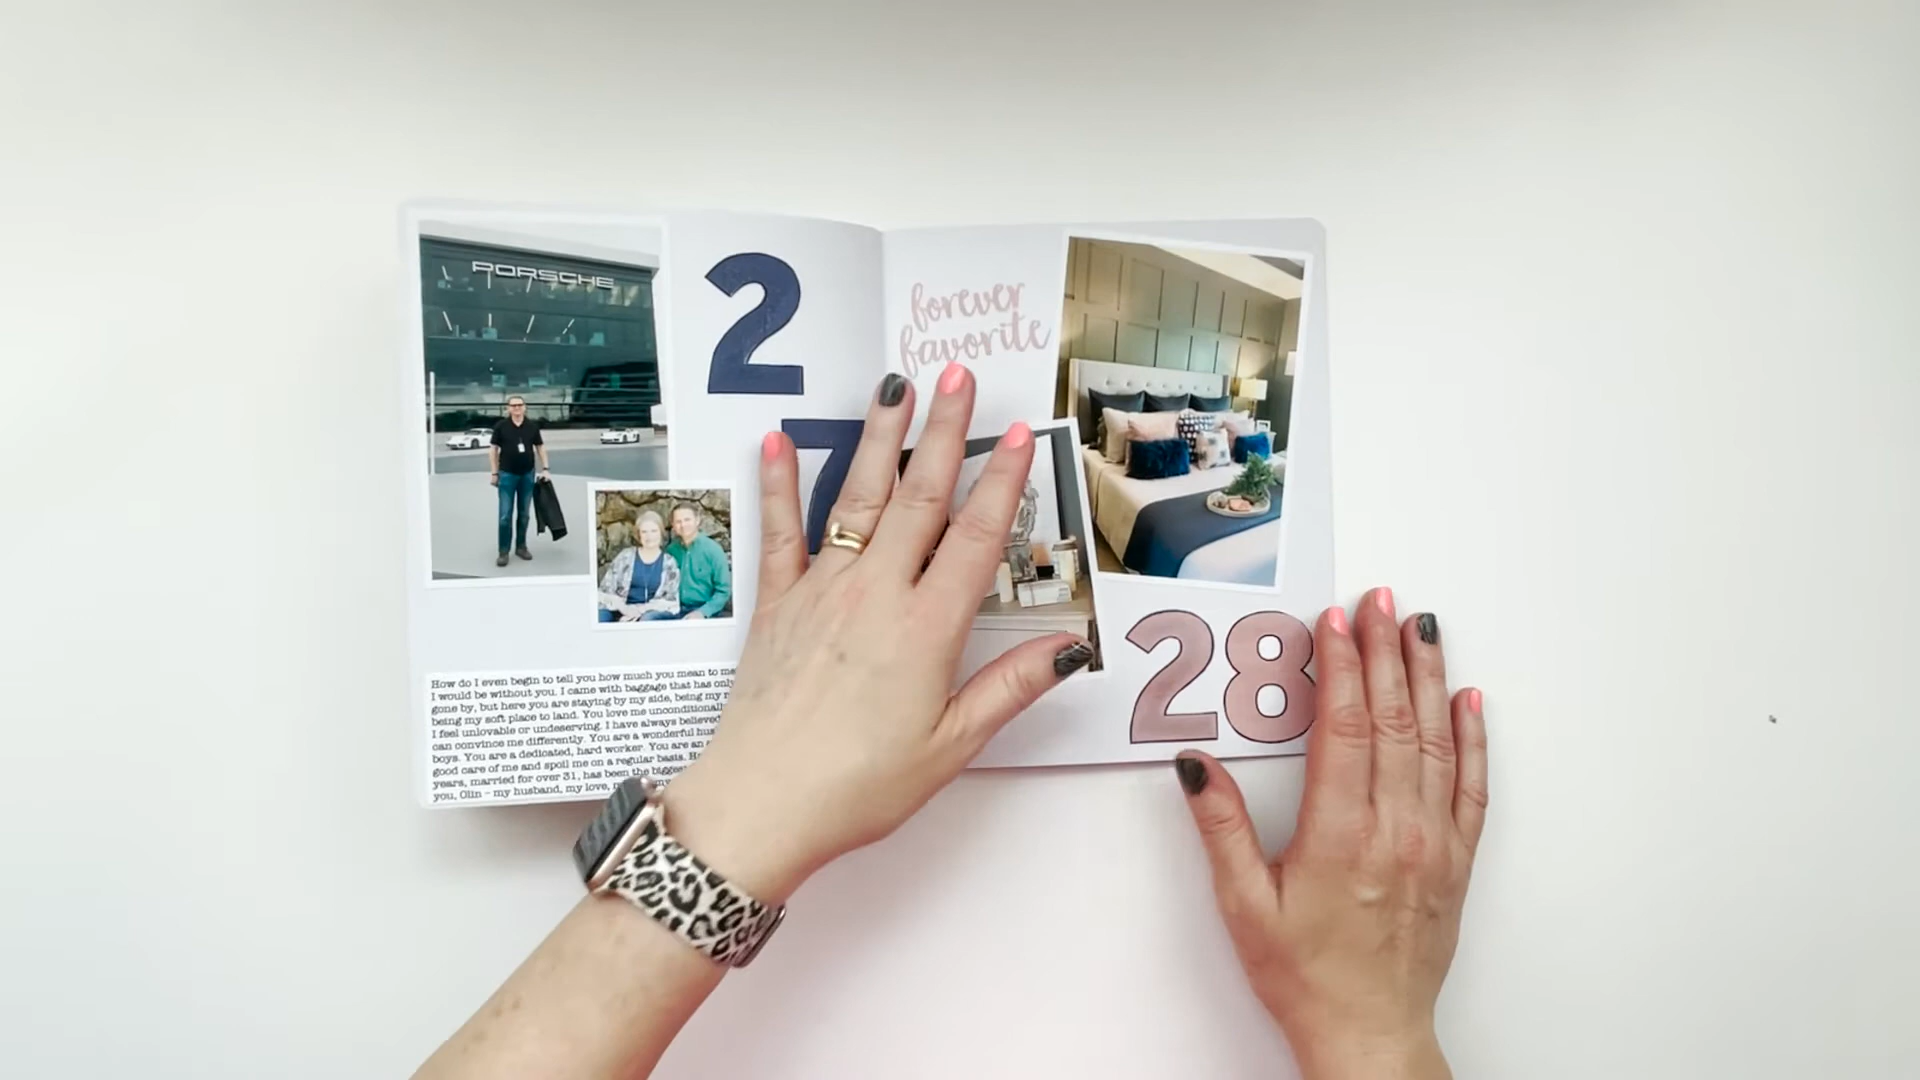 PORSCHE
2
7
How do I even begin to tell you how much you mean to me
I would be without you. I came with baggage that has only
gone by, but here you are staying by my side, being my
being my soft place to land. You love me unconditionally
I feel unlovable or undeserving. I have always believed
can convince me differently. You are a wonderful
boys. You are a dedicated, hard worker. You are an
good care of me and spoil me on a regular basis.
years, married for over 31, has been the biggest
you, Olin - my husband, my love,
forever
favorite
28